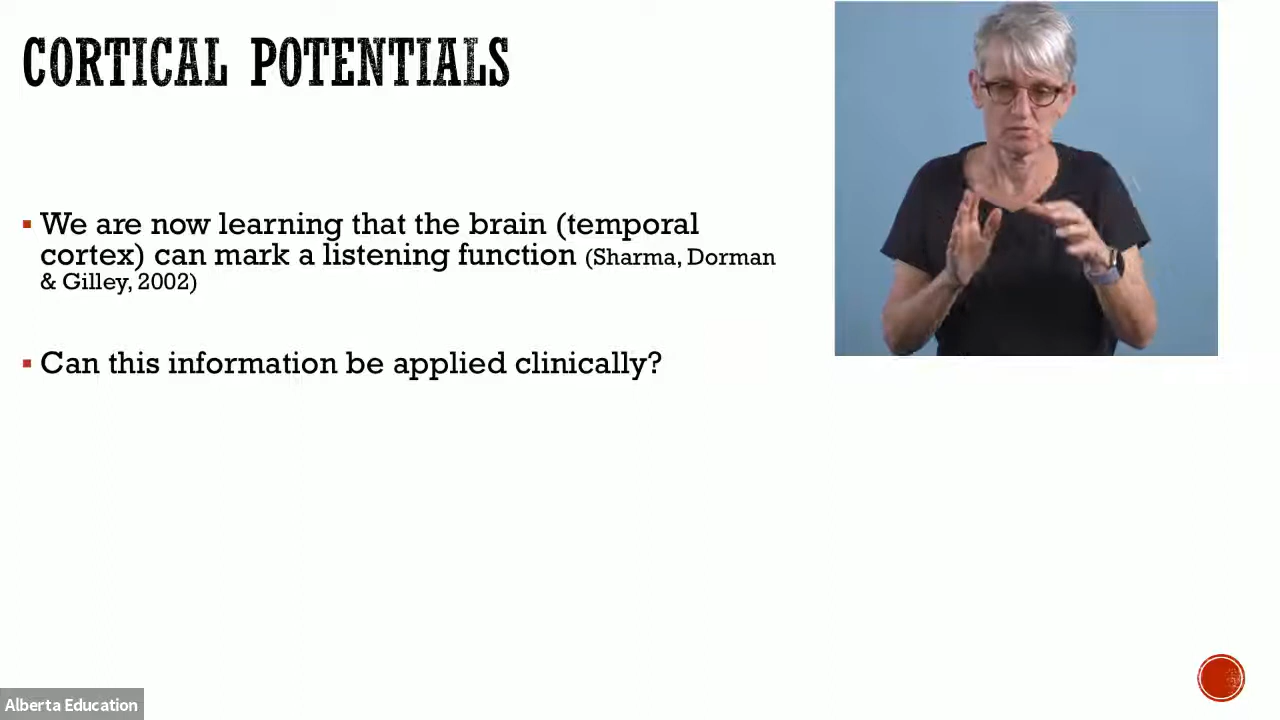 CORTICAL POTENTIALS
▪ We are now learning that the brain (temporal
cortex) can mark a listening function (Sharma, Dorman
& Gilley, 2002)
▪ Can this information be applied clinically?
Alberta Education